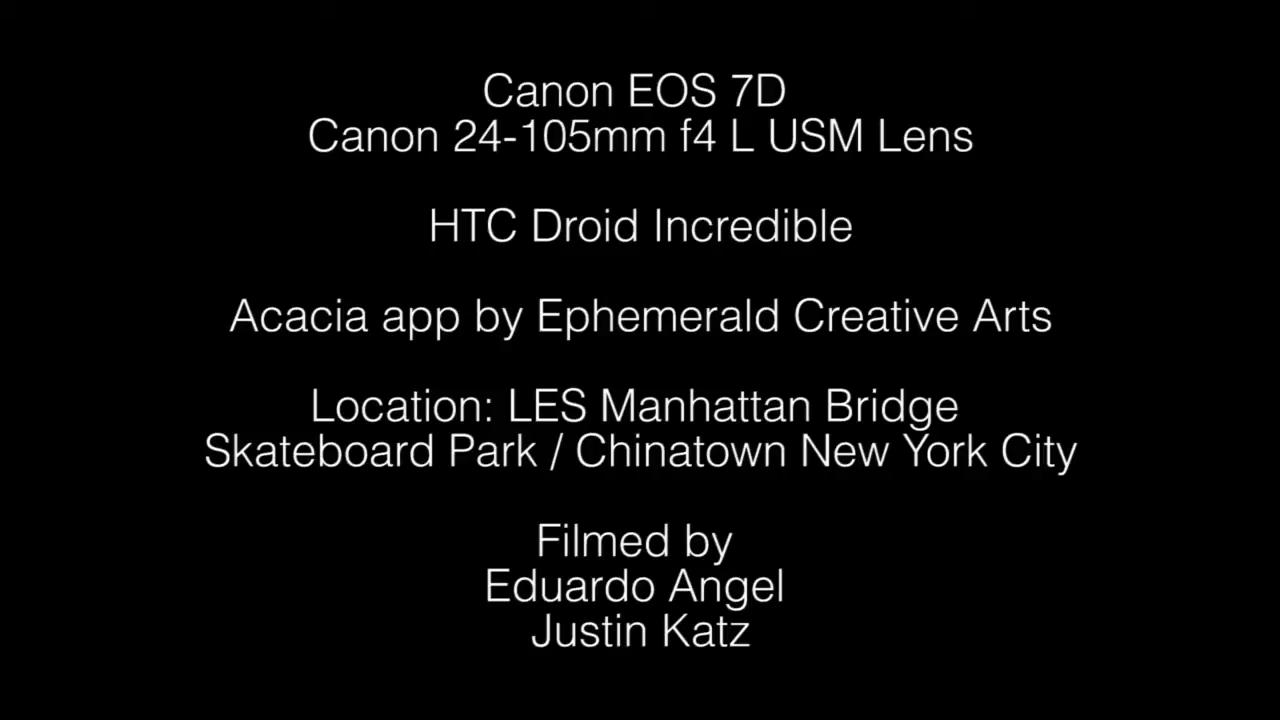 Canon EOS 7D
Canon 24-105mm f4 L USM Lens
HTC Droid Incredible
Acacia app by Ephemerald Creative Arts
Location: LES Manhattan Bridge
Skateboard Park / Chinatown New York City
Filmed by
Eduardo Angel
Justin Katz